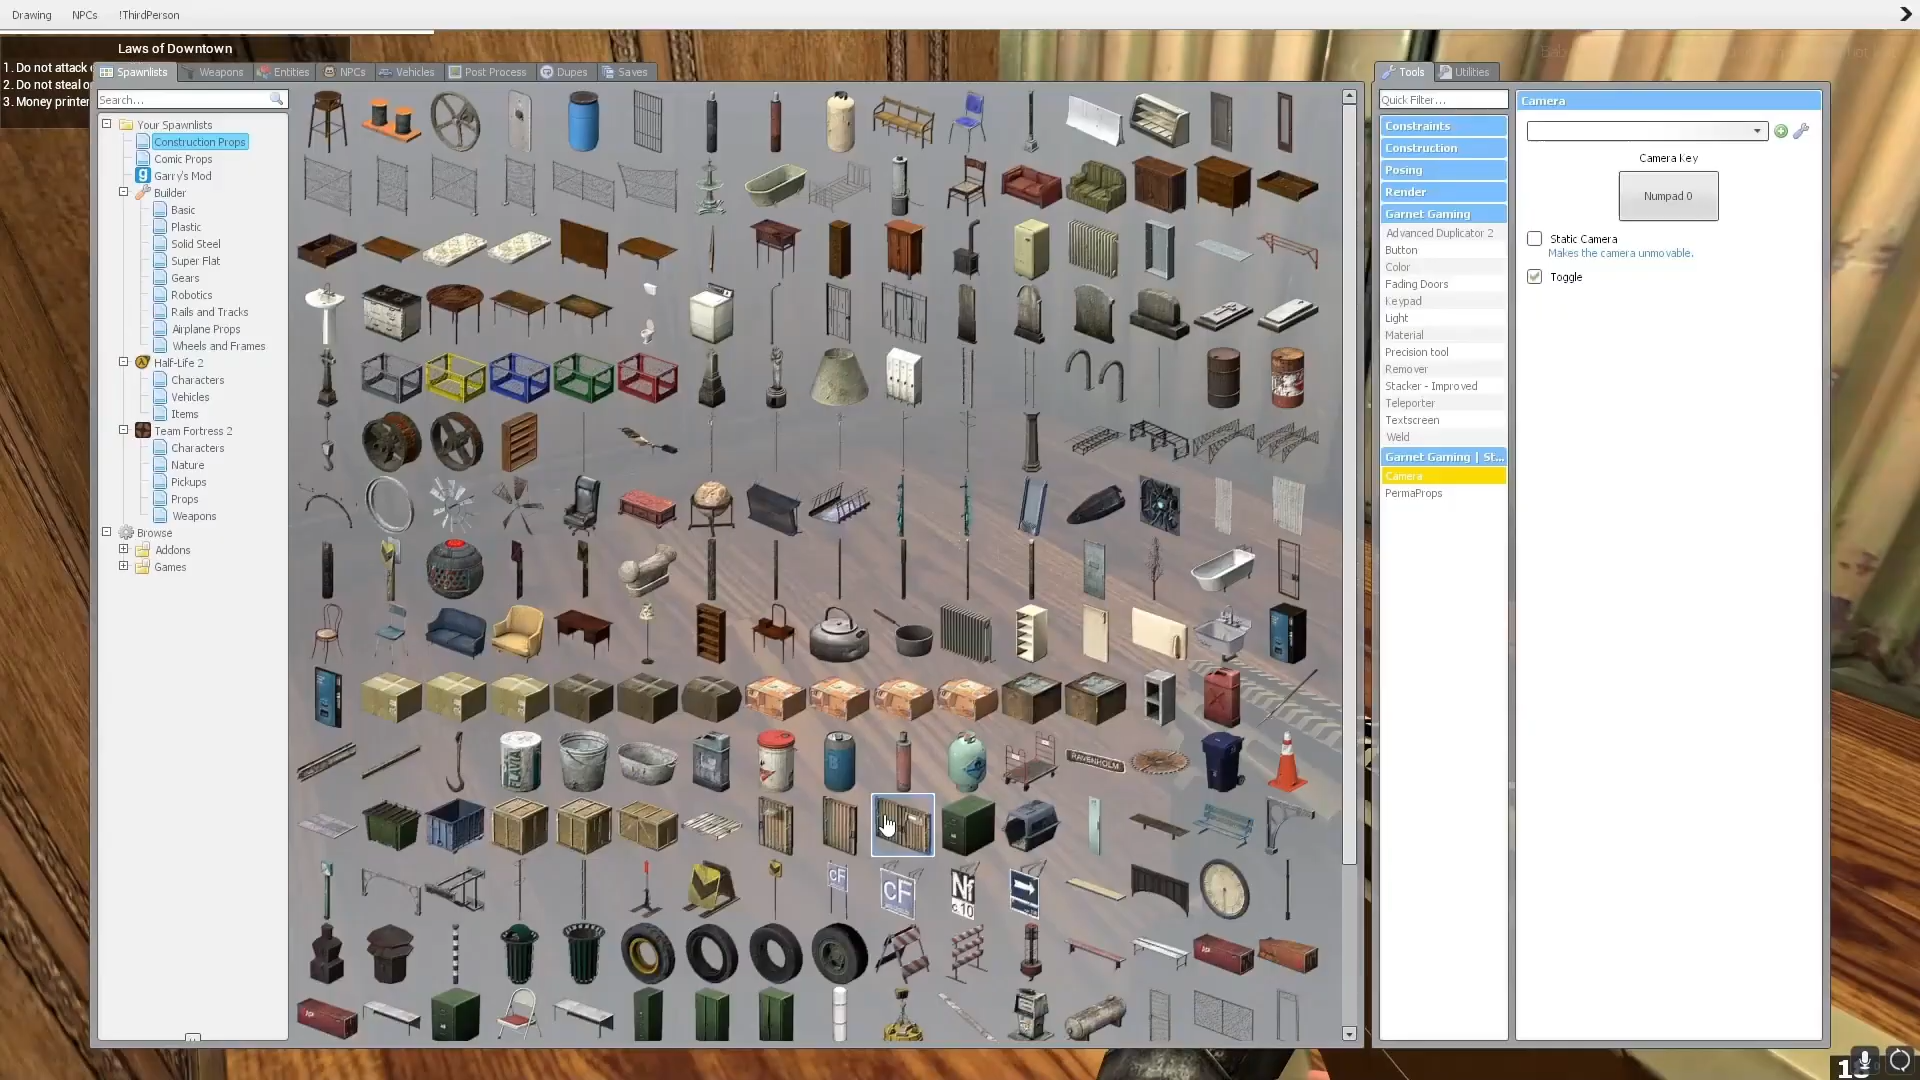 Drawing NPCs !ThirdPerson
Laws of Downtown
1. Do not attack
2. Do not steal
3. Money printer
Spawnlists Weapons Entities NPCs Vehicles Post Process Dupes Saves
Search...
Your Spawnlists
Construction Props
Comic Props
Garry's Mod
Builder
Basic
Plastic
Solid Steel
Super Flat
Gears
Robotics
Rails and Tracks
Airplane Props
Wheels and Frames
Half-Life 2
Characters
Vehicles
Items
Team Fortress 2
Characters
Nature
Pickups
Props
Weapons
Browse
Addons
Games
RAVENHOLM
cF
cF
Nf
c10
Tools Utilities
Quick Filter...
Constraints
Construction
Posing
Render
Garnet Gaming
Advanced Duplicator 2
Button
Color
Fading Doors
Keypad
Light
Material
Precision tool
Remover
Stacker - Improved
Teleporter
Textscreen
Weld
Garnet Gaming | St...
Camera
PermaProps
Camera
Camera Key
Numpad 0
Static Camera
Makes the camera unmovable.
Toggle